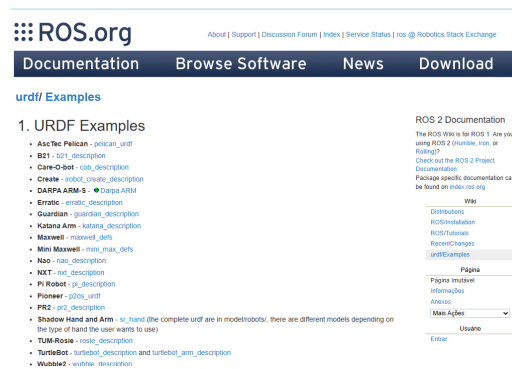 ROS.org
About | Support | Discussion Forum | Index | Service Status | ros @ Robotics Stack Exchange
Documentation Browse Software News Download
urdf/ Examples
1. URDF Examples
AscTec Pelican - pelican_urdf
B21 - b21_description
Care-O-bot - cob_description
Create - irobot_create_description
DARPA ARM-S - Darpa ARM
Erratic - erratic_description
Guardian - guardian_description
Katana Arm - katana_description
Maxwell - maxwell_defs
Mini Maxwell - mini_max_defs
Nao - nao_description
NXT - nxt_description
Pi Robot - pi_description
Pioneer - p2os_urdf
PR2 - pr2_description
Shadow Hand and Arm - sr_hand (the complete urdf are in model/robots/, there are different models depending on
the type of hand the user wants to use)
TUM-Rosie - rosie_description
TurtleBot - turtlebot_description and turtlebot_arm_description
Wubble2 - wubble_description
ROS 2 Documentation
The ROS Wiki is for ROS 1. Are you
using ROS 2 (Humble, Iron, or
Rolling)?
Check out the ROS 2 Project
Documentation
Package specific documentation ca
be found on index.ros.org
Wiki
Distributions
ROS/Installation
ROS/Tutorials
RecentChanges
urdf/Examples
Página
Página Imutável
Informações
Anexos
Mais Ações:
Usuário
Entrar